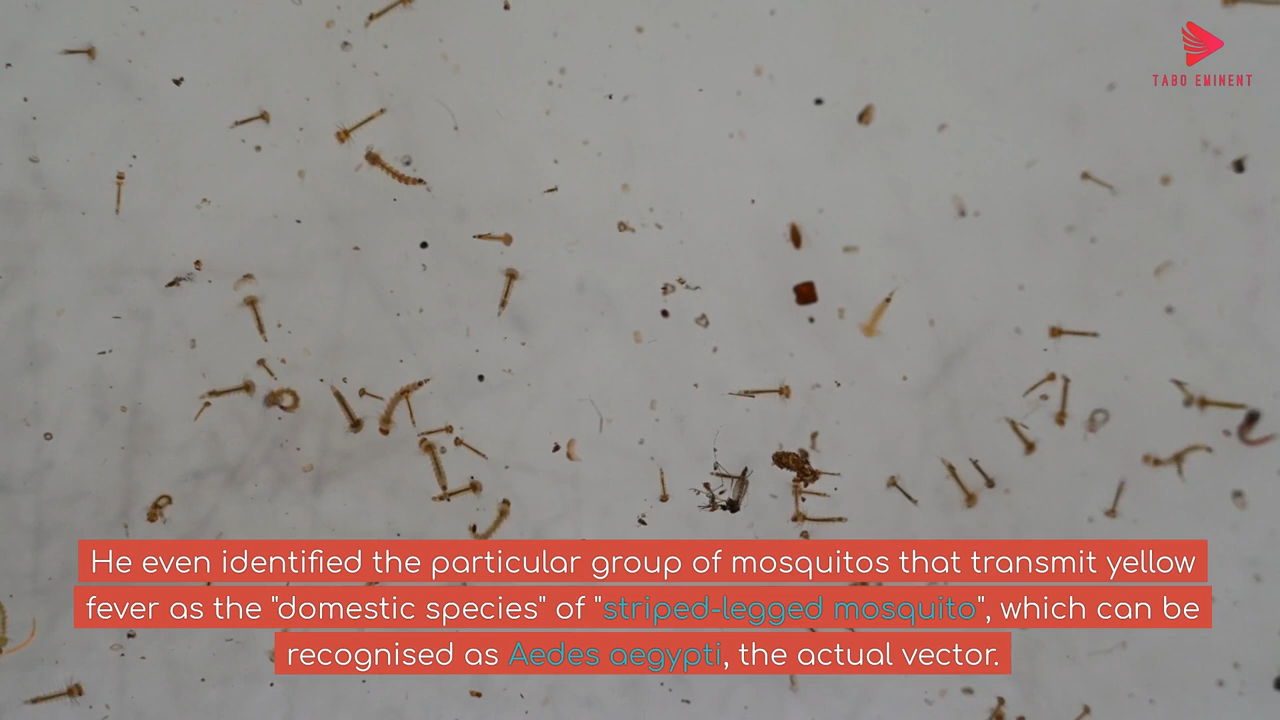 TABO EMINENT
He even identified the particular group of mosquitos that transmit yellow
fever as the "domestic species" of "striped-legged mosquito", which can be
recognised as Aedes aegypti, the actual vector.